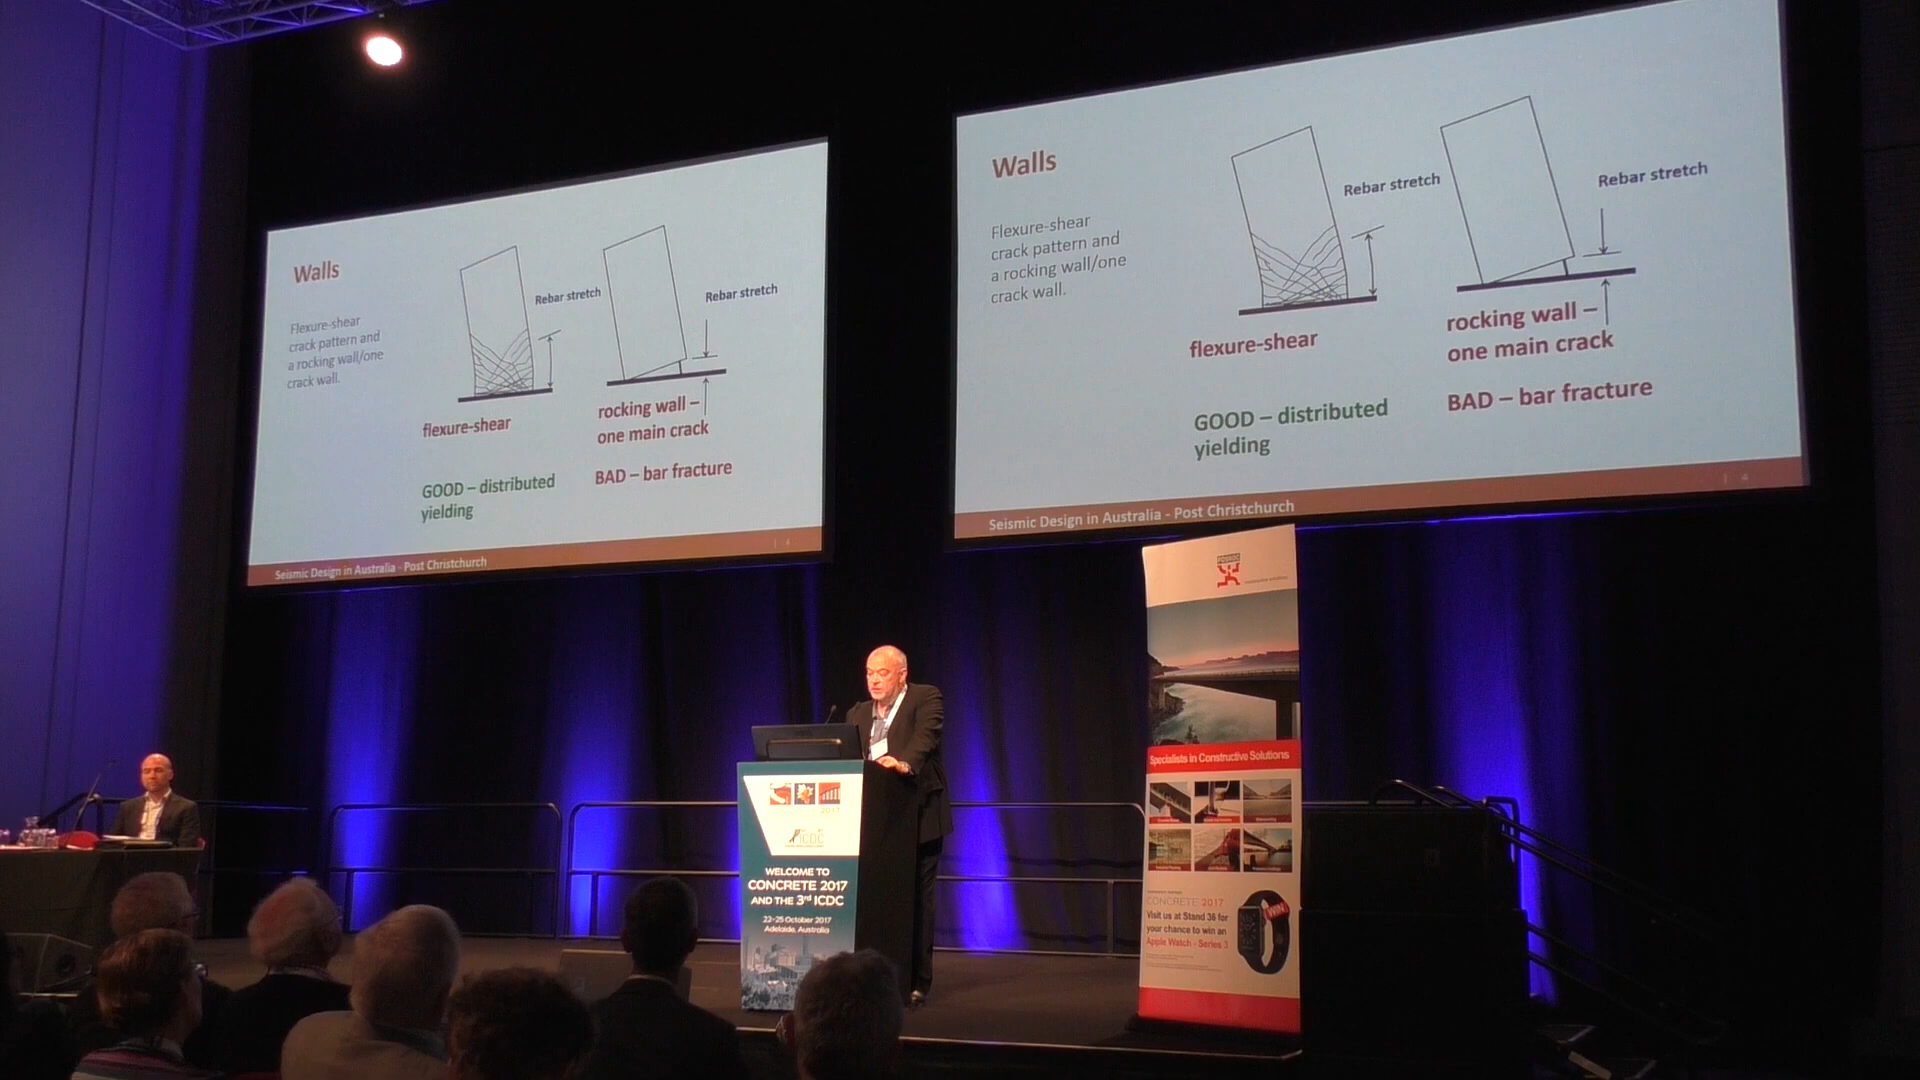 Walls
Flexure-shear
crack pattern and
a rocking wall/one
crack wall.
Rebar stretch
Rebar stretch
flexure-shear
rocking wall –
one main crack
GOOD – distributed
yielding
BAD – bar fracture
Seismic Design in Australia - Post Christchurch
4
Walls
Flexure-shear
crack pattern and
a rocking wall/one
crack wall.
Rebar stretch
Rebar stretch
flexure-shear
rocking wall –
one main crack
GOOD – distributed
yielding
BAD – bar fracture
Seismic Design in Australia - Post Christchurch
4
2017
ICDC
WELCOME TO
CONCRETE 2017
AND THE 3rd ICDC
22-25 October 2017
Adelaide, Australia
Specialists in Constructive Solutions
CONCRETE 2017
Visit us at Stand 36 for
your chance to win an
Apple Watch - Series 3
WIN